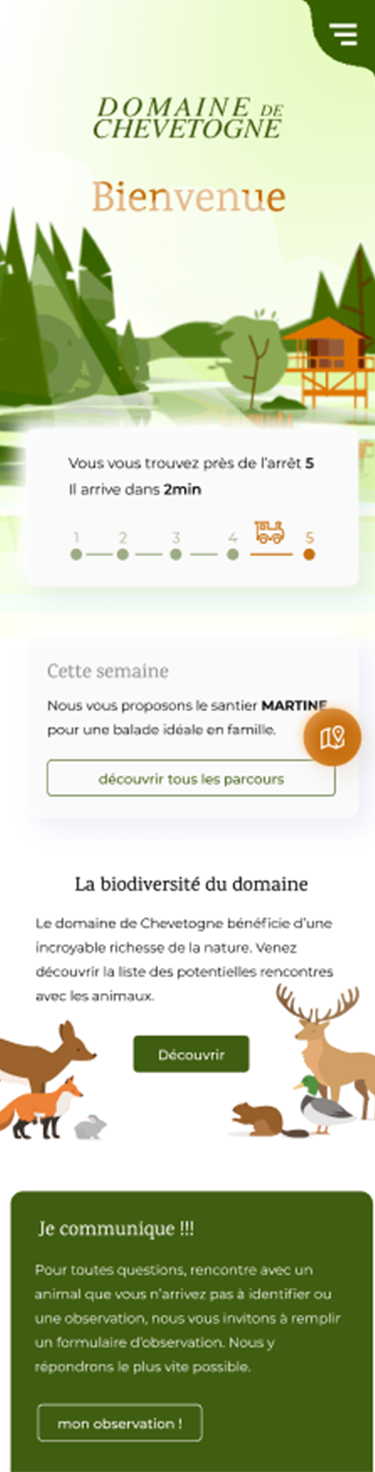 DOMAINE DE
CHEVETOGNE
Bienvenue
Vous vous trouvez près de l'arrêt 5
Il arrive dans 2min
1 2 3 4 5
Cette semaine
Nous vous proposons le santier MARTINE
pour une balade idéale en famille.
découvrir tous les parcours
La biodiversité du domaine
Le domaine de Chevetogne bénéficie d'une
incroyable richesse de la nature. Venez
découvrir la liste des potentielles rencontres
avec les animaux.
Découvrir
Je communique !!!
Pour toutes questions, rencontre avec un
animal que vous n'arrivez pas à identifier ou
une observation, nous vous invitons à remplir
un formulaire d'observation. Nous y
répondrons le plus vite possible.
mon observation !